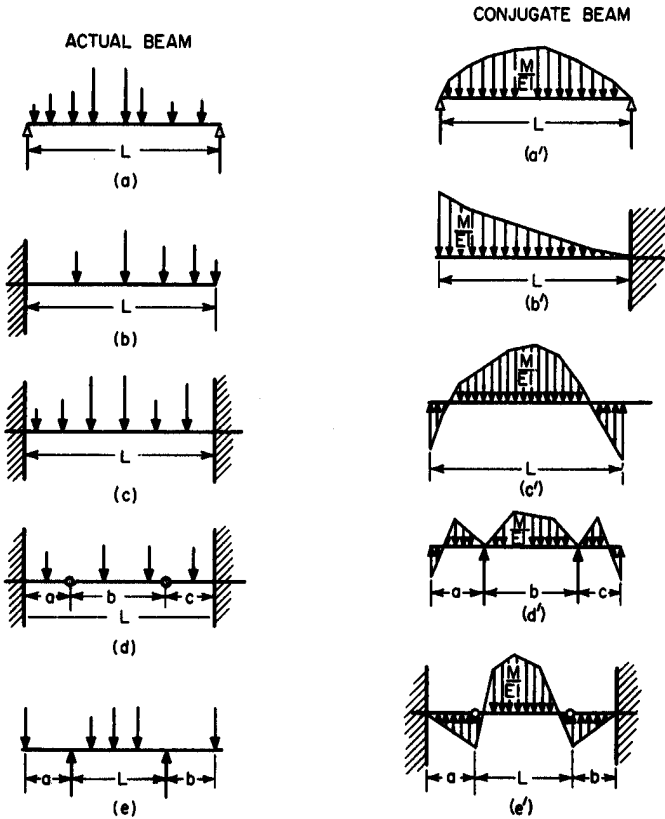 ACTUAL BEAM
CONJUGATE BEAM
L
(a)
M
EI
L
(a')
L
(b)
M
EI
L
(b')
L
(c)
M
EI
L
(c')
a b c
L
(d)
M
EI
a b c
(d')
a L b
(e)
M
EI
a L b
(e')